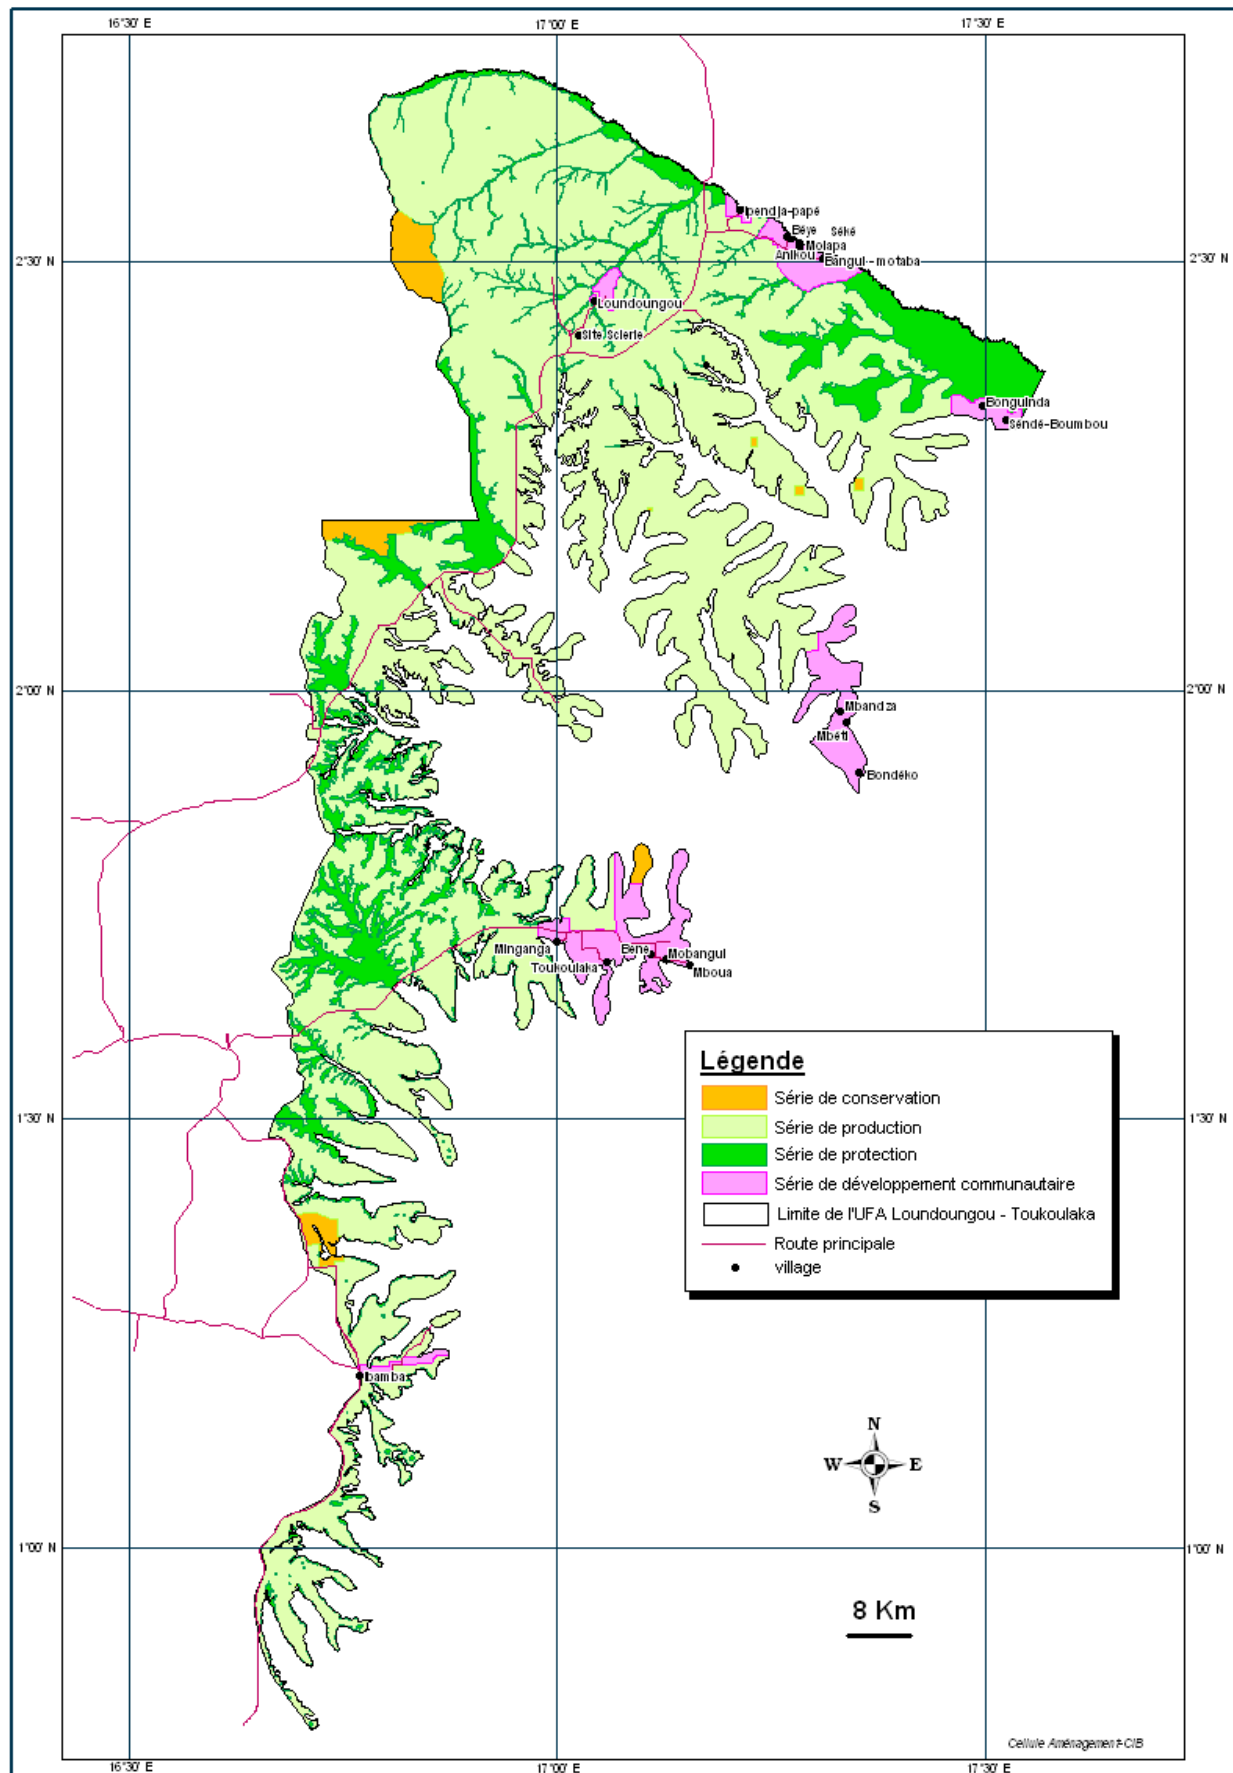 16°30' E
17°00' E
17°30' E
Ipendja-papé
Béye
Séké
Molapa
Anikou
Bangui-motaba
2°30' N
2°30' N
Loundoungou
Site Scierie
Bonguinda
Séndé-Boumbou
2°00' N
2°00' N
Mbandza
Mbéti
Bondéko
Minganga
Béné
Mobangui
Toukoulaka
Mboua
Légende
Série de conservation
Série de production
Série de protection
Série de développement communautaire
Limite de l'UFA Loundoungou - Toukoulaka
Route principale
village
1°30' N
1°30' N
Ibamba
N
W
E
S
1°00' N
1°00' N
8 Km
Cellule Aménagement-CIB
16°30' E
17°00' E
17°30' E